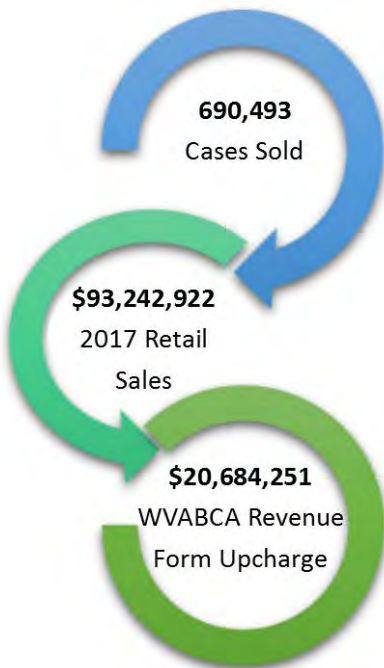 690,493
Cases Sold
$93,242,922
2017 Retail
Sales
$20,684,251
WVABCA Revenue
Form Upcharge